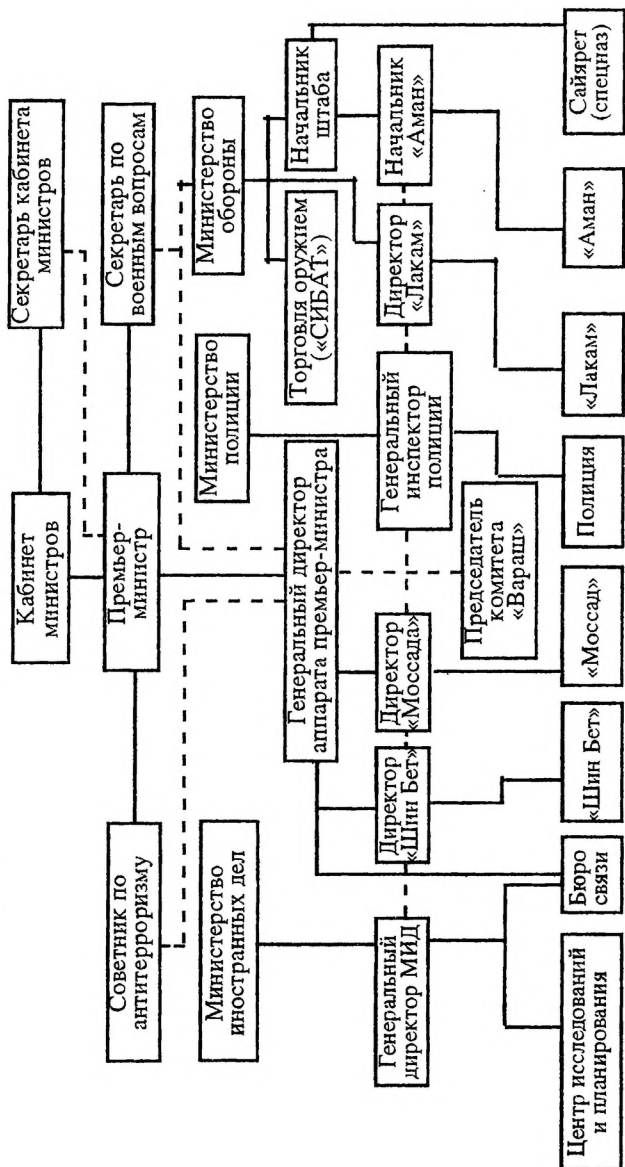 Кабинет
министров
Секретарь кабинета
министров
Советник по
антитерроризму
Премьер-
министр
Секретарь по
военным вопросам
Министерство
иностранных дел
Министерство
полиции
Министерство
обороны
Генеральный директор
аппарата премьер-министра
Торговля оружием
(«СИБАТ»)
Начальник
штаба
Генеральный
директор МИД
Директор
«Шин Бет»
Директор
«Моссада»
Генеральный
инспектор
полиции
Директор
«Лакам»
Начальник
«Аман»
Председатель
комитета
«Вараш»
Центр исследований
и планирования
Бюро
связи
«Шин Бет»
«Моссад»
Полиция
«Лакам»
«Аман»
Сайярет
(спецназ)